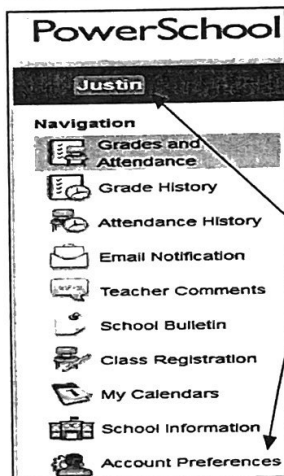 PowerSchool
Justin
Navigation
Grades and
Attendance
Grade History
Attendance History
Email Notification
Teacher Comments
School Bulletin
Class Registration
My Calendars
School Information
Account Preferences